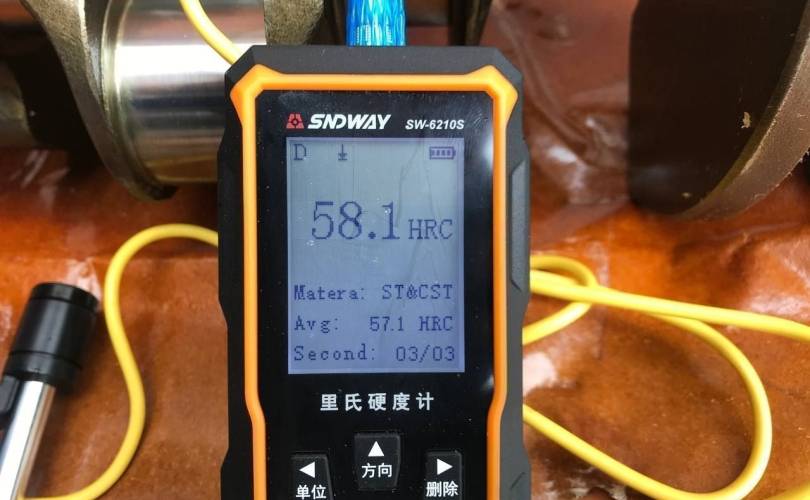 SNDWAY SW-6210S
D
58.1 HRC
Matera: ST&CST
Avg: 57.1 HRC
Second: 03/03
里氏硬度计
方向
单位 删除